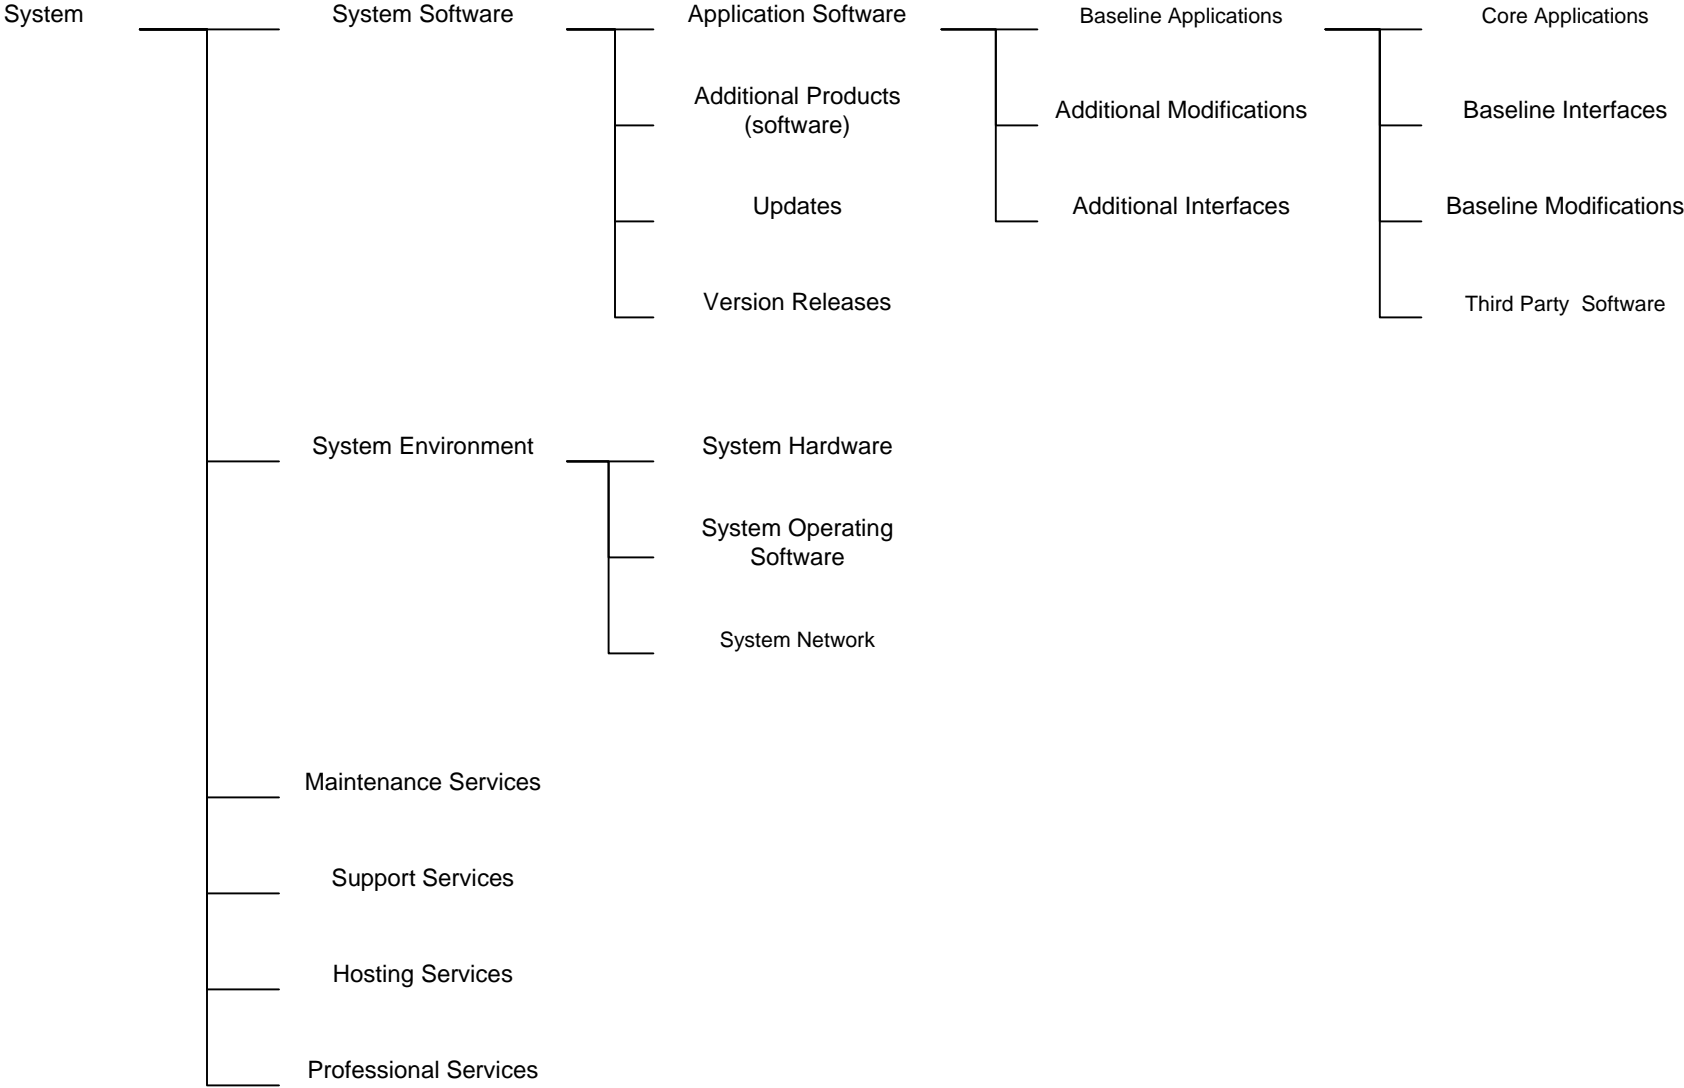 System
System Software
Application Software
Baseline Applications
Core Applications
Additional Products
(software)
Additional Modifications
Baseline Interfaces
Updates
Additional Interfaces
Baseline Modifications
Version Releases
Third Party  Software
System Environment
System Hardware
System Operating
Software
System Network
Maintenance Services
Support Services
Hosting Services
Professional Services